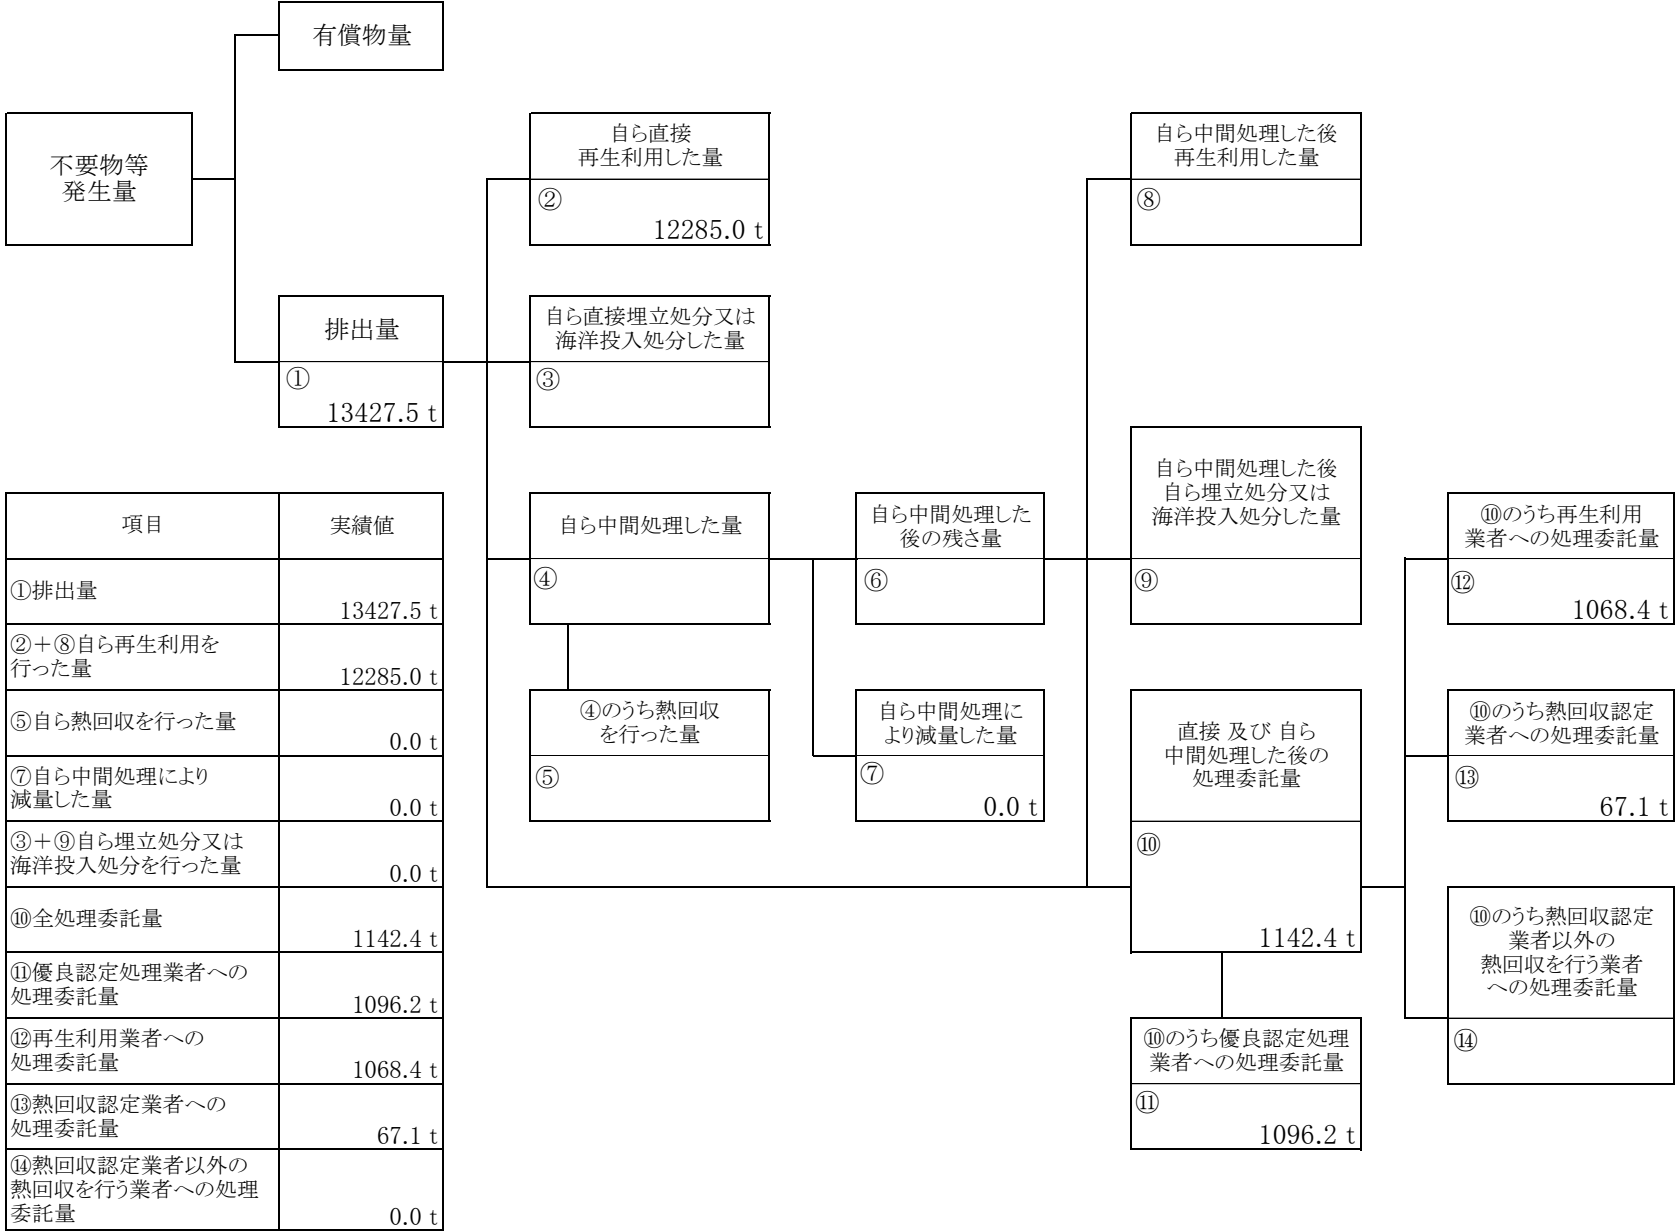 有償物量
不要物等
発生量
自ら直接
再生利用した量
②
12285.0 t
自ら中間処理した後
再生利用した量
⑧
排出量
①
13427.5 t
自ら直接埋立処分又は
海洋投入処分した量
③
自ら中間処理した量
④
自ら中間処理した
後の残さ量
⑥
自ら中間処理した後
自ら埋立処分又は
海洋投入処分した量
⑨
⑩のうち再生利用
業者への処理委託量
⑫
1068.4 t
④のうち熱回収
を行った量
⑤
自ら中間処理に
より減量した量
⑦
0.0 t
直接 及び 自ら
中間処理した後の
処理委託量
⑩
1142.4 t
⑩のうち熱回収認定
業者への処理委託量
⑬
67.1 t
⑩のうち熱回収認定
業者以外の
熱回収を行う業者
への処理委託量
⑭
⑩のうち優良認定処理
業者への処理委託量
⑪
1096.2 t
項目 実績値
①排出量
13427.5 t
②+⑧自ら再生利用を
行った量
12285.0 t
⑤自ら熱回収を行った量
0.0 t
⑦自ら中間処理により
減量した量
0.0 t
③+⑨自ら埋立処分又は
海洋投入処分を行った量
0.0 t
⑩全処理委託量
1142.4 t
⑪優良認定処理業者への
処理委託量
1096.2 t
⑫再生利用業者への
処理委託量
1068.4 t
⑬熱回収認定業者への
処理委託量
67.1 t
⑭熱回収認定業者以外の
熱回収を行う業者への処理
委託量
0.0 t